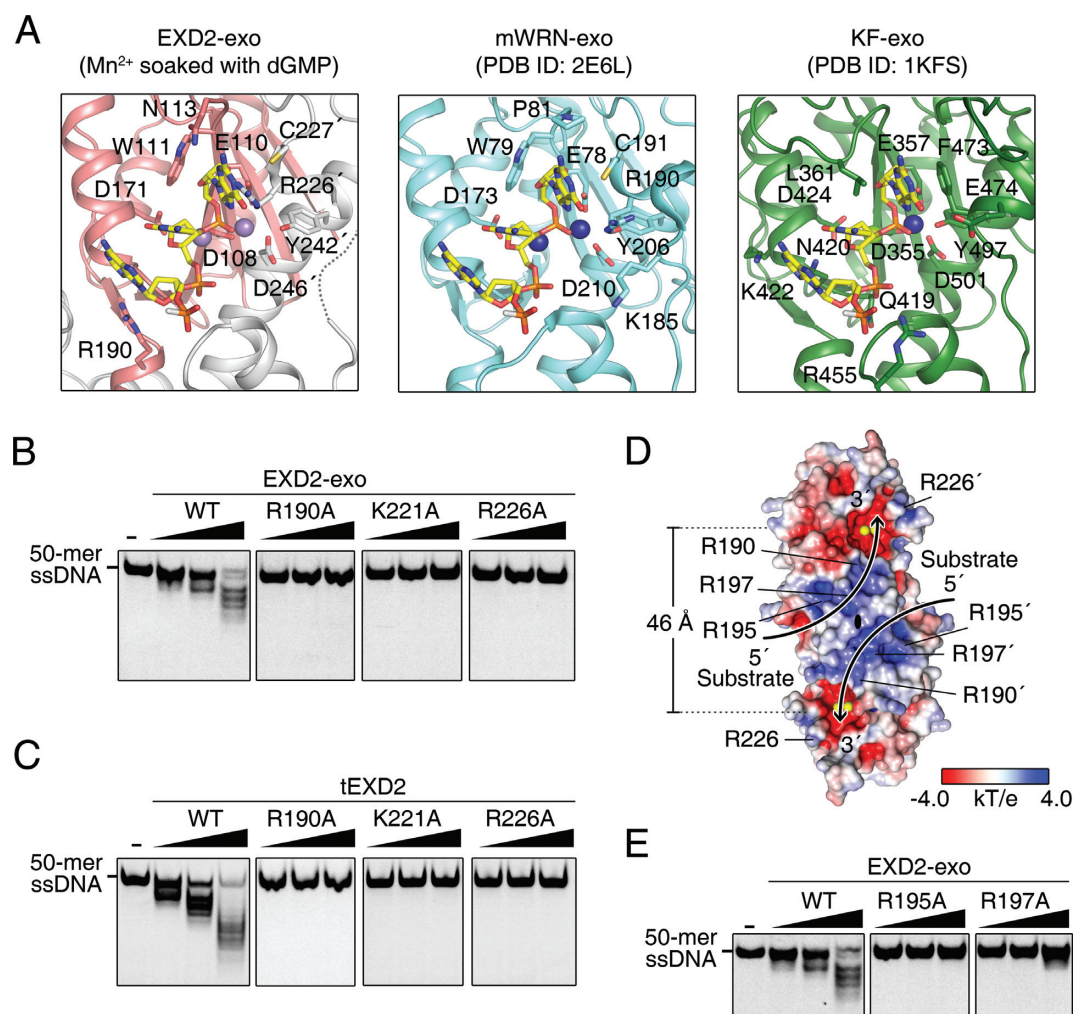 A
EXD2-exo
(Mn²⁺ soaked with dGMP)
N113
C227´
W111
E110
D171
R226´
Y242´
D108
D246´
R190
mWRN-exo
(PDB ID: 2E6L)
P81
W79
E78
C191
R190
D173
Y206
D210
K185
KF-exo
(PDB ID: 1KFS)
E357
F473
L361
D424
E474
N420
D355
Y497
K422
D501
Q419
R455
B
EXD2-exo
WT
R190A
K221A
R226A
-
50-mer
ssDNA
C
tEXD2
WT
R190A
K221A
R226A
-
50-mer
ssDNA
D
3´
R226´
R190
Substrate
5´
R197
46 Å
R195
R195´
5´
R197´
Substrate
R190´
R226
3´
-4.0 kT/e 4.0
E
EXD2-exo
WT
R195A
R197A
-
50-mer
ssDNA